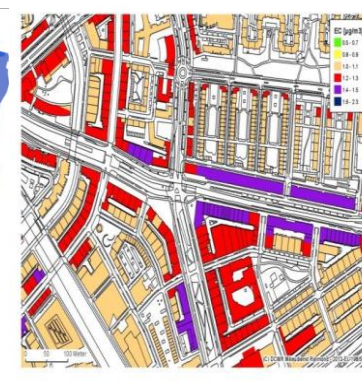 EC [µg/m3]
0.5 - 0.7
0.8 - 0.9
1.0 - 1.1
1.2 - 1.3
1.4 - 1.5
1.6 - 2.3
0 50 100 Meter
(C) DCMR Milieudienst Rijnmond